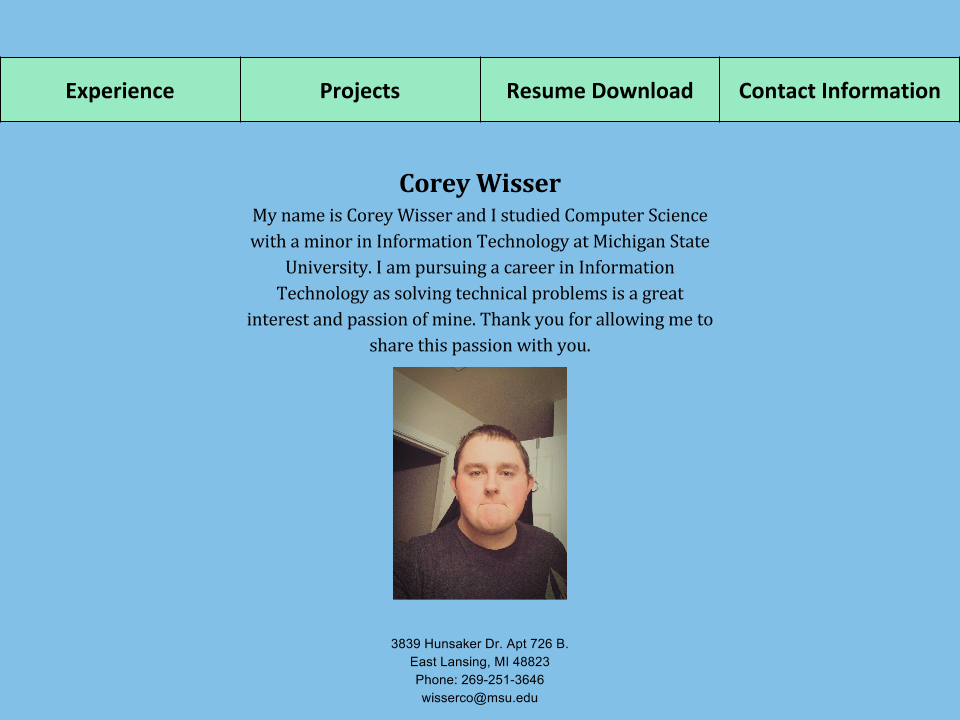 Experience Projects Resume Download Contact Information
Corey Wisser
My name is Corey Wisser and I studied Computer Science
with a minor in Information Technology at Michigan State
University. I am pursuing a career in Information
Technology as solving technical problems is a great
interest and passion of mine. Thank you for allowing me to
share this passion with you.
3839 Hunsaker Dr. Apt 726 B.
East Lansing, MI 48823
Phone: 269-251-3646
wisserco@msu.edu